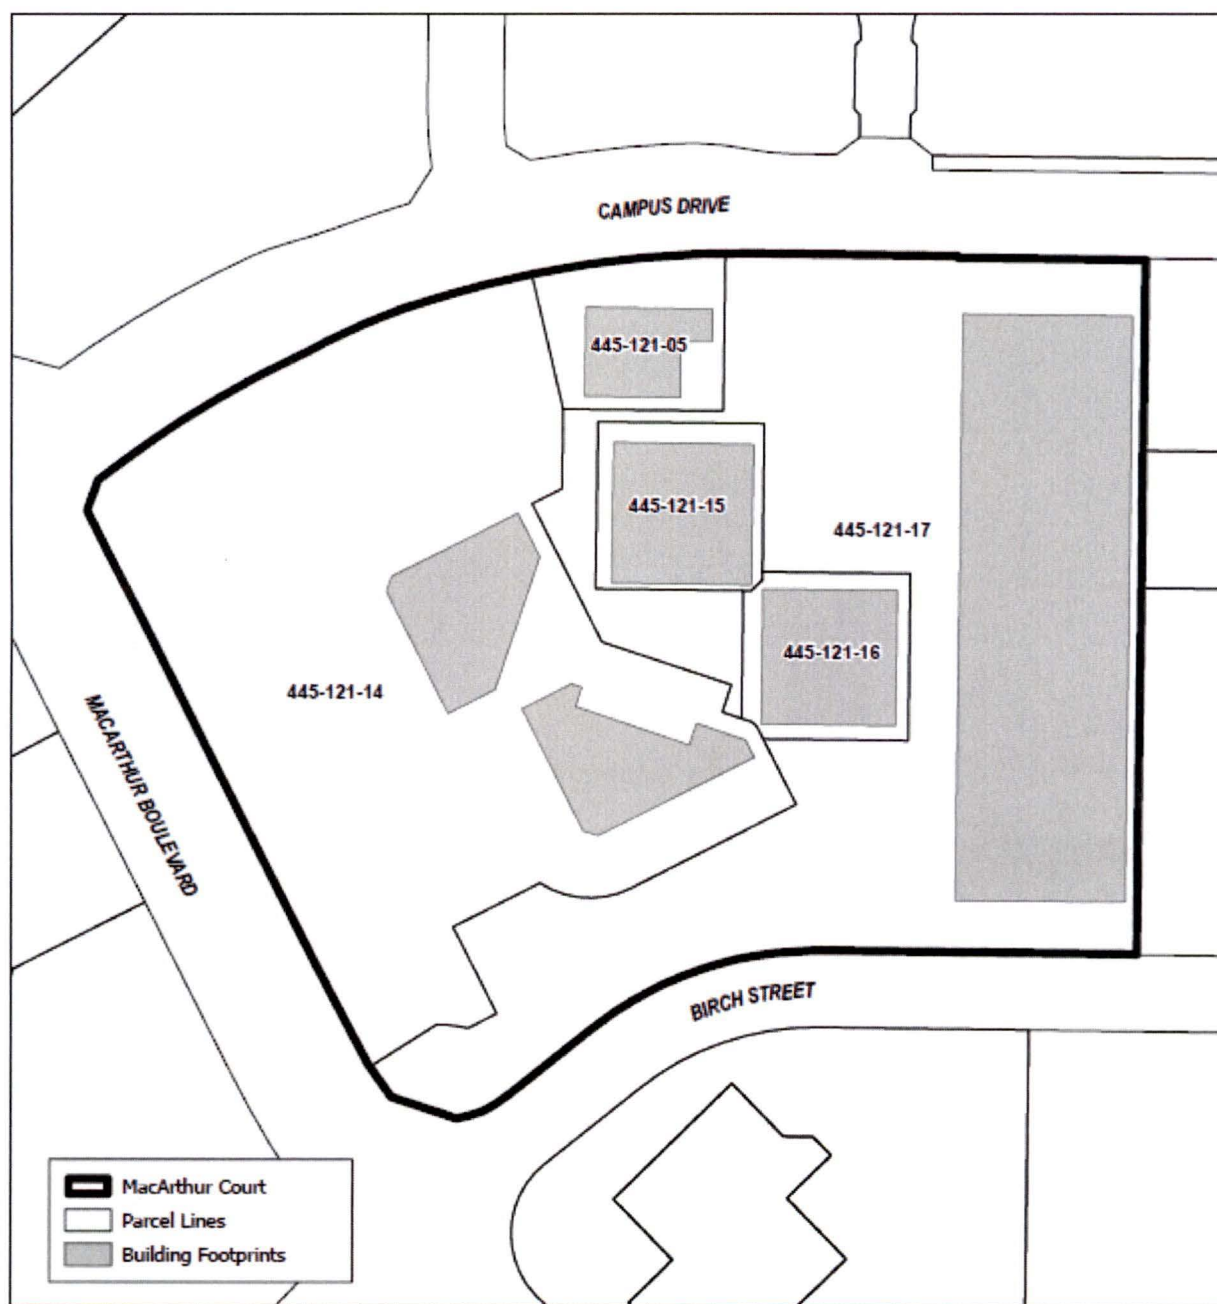 CAMPUS DRIVE
445-121-05
445-121-15
445-121-17
445-121-16
445-121-14
MACARTHUR BOULEVARD
BIRCH STREET
MacArthur Court
Parcel Lines
Building Footprints